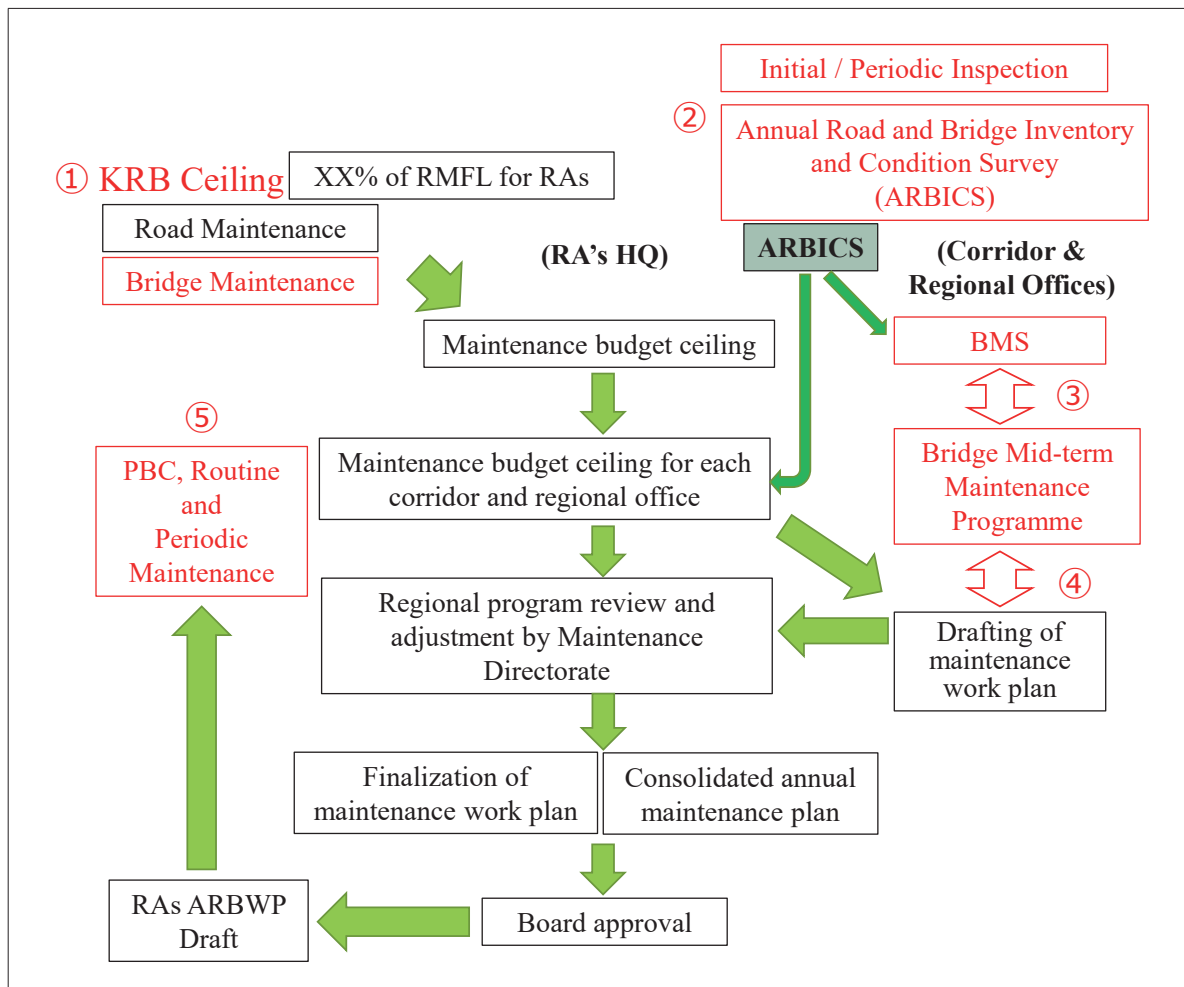 Initial / Periodic Inspection
②
Annual Road and Bridge Inventory
and Condition Survey
(ARBICS)
① KRB Ceiling
XX% of RMFL for RAs
Road Maintenance
Bridge Maintenance
(RA's HQ)
ARBICS
(Corridor &
Regional Offices)
Maintenance budget ceiling
BMS
③
⑤
PBC, Routine
and
Periodic
Maintenance
Maintenance budget ceiling for each
corridor and regional office
Bridge Mid-term
Maintenance
Programme
④
Regional program review and
adjustment by Maintenance
Directorate
Drafting of
maintenance
work plan
Finalization of
maintenance work plan
Consolidated annual
maintenance plan
RAs ARBWP
Draft
Board approval